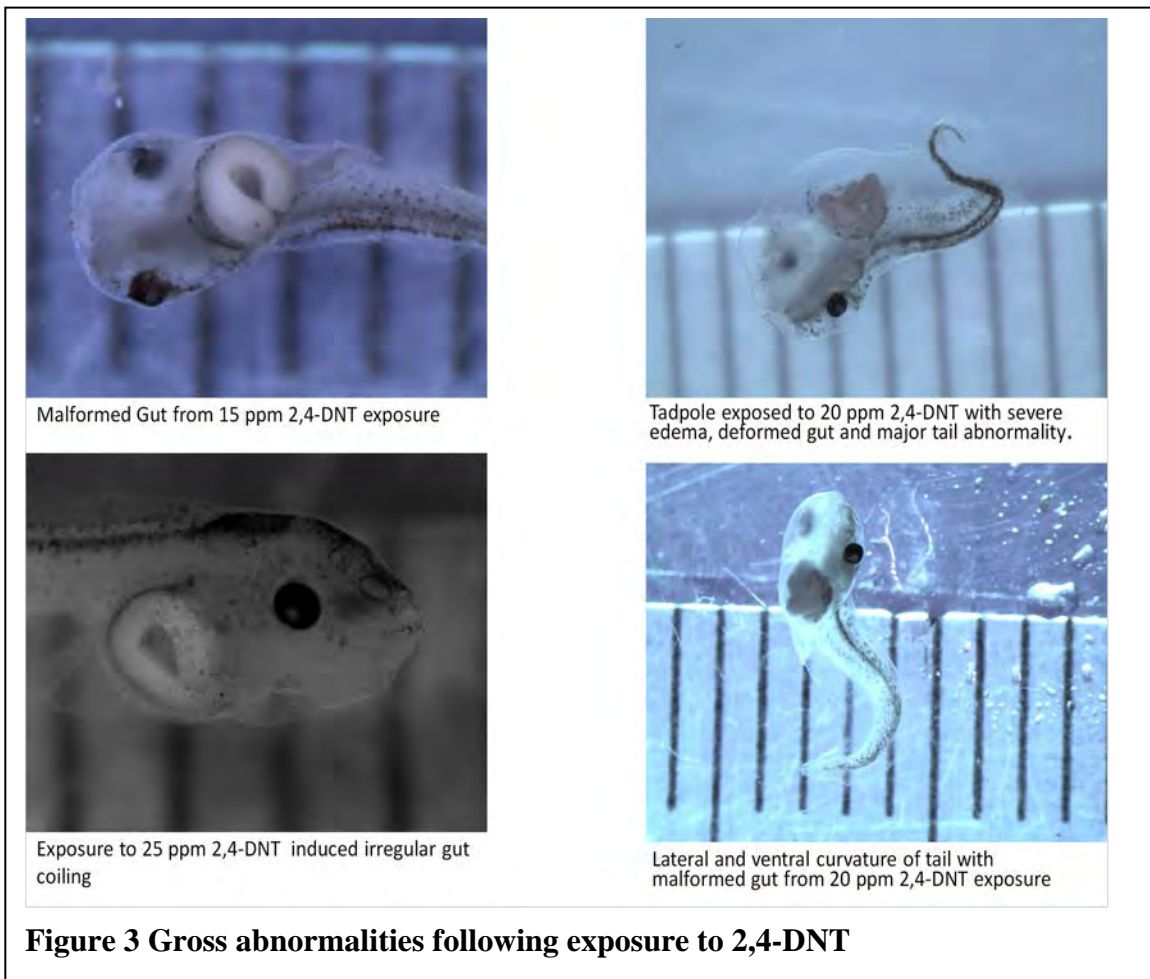 Malformed Gut from 15 ppm 2,4-DNT exposure
Tadpole exposed to 20 ppm 2,4-DNT with severe
edema, deformed gut and major tail abnormality.
Exposure to 25 ppm 2,4-DNT induced irregular gut
coiling
Lateral and ventral curvature of tail with
malformed gut from 20 ppm 2,4-DNT exposure
Figure 3 Gross abnormalities following exposure to 2,4-DNT